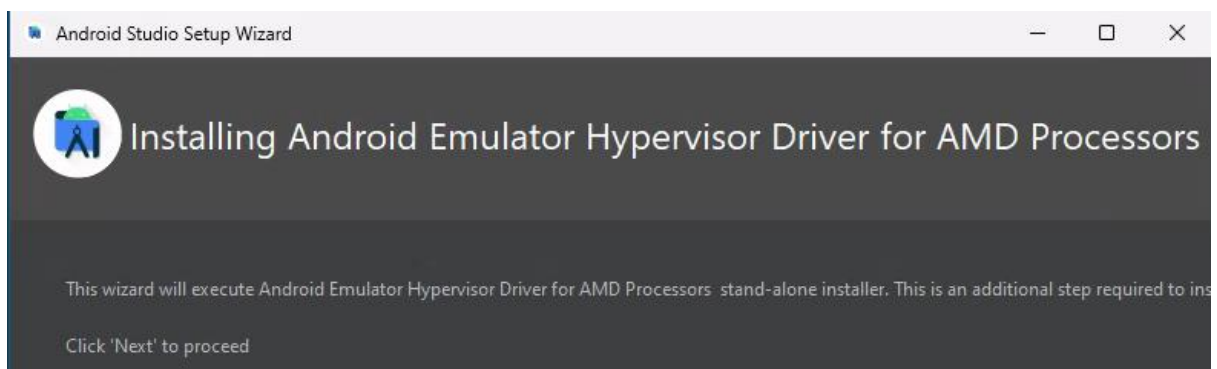 Android Studio Setup Wizard
Installing Android Emulator Hypervisor Driver for AMD Processors
This wizard will execute Android Emulator Hypervisor Driver for AMD Processors stand-alone installer. This is an additional step required to ins
Click 'Next' to proceed